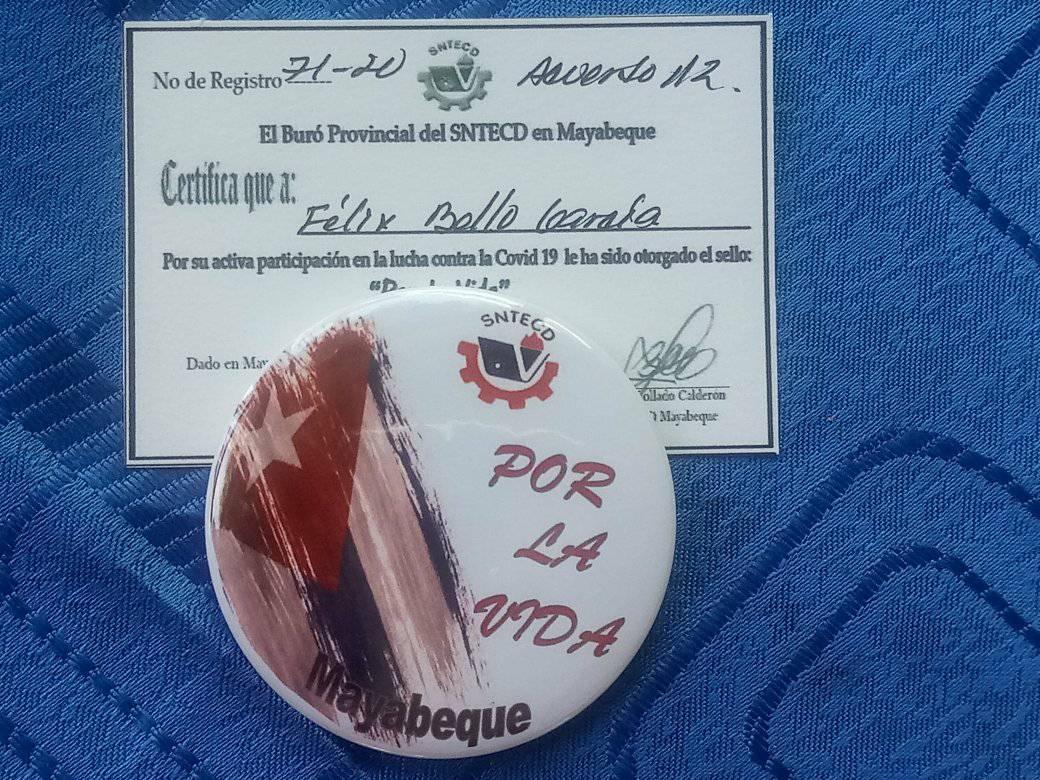 No de Registro 71-20 SNTECD Acuerdo 112.
El Buró Provincial del SNTECD en Mayabeque
Certifica que a:
Félix Bello
Por su activa participación en la lucha contra la Covid 19 le ha sido otorgado el sello:
Dado en
Calderón
Mayabeque
SNTECD
POR
LA
VIDA
Mayabeque